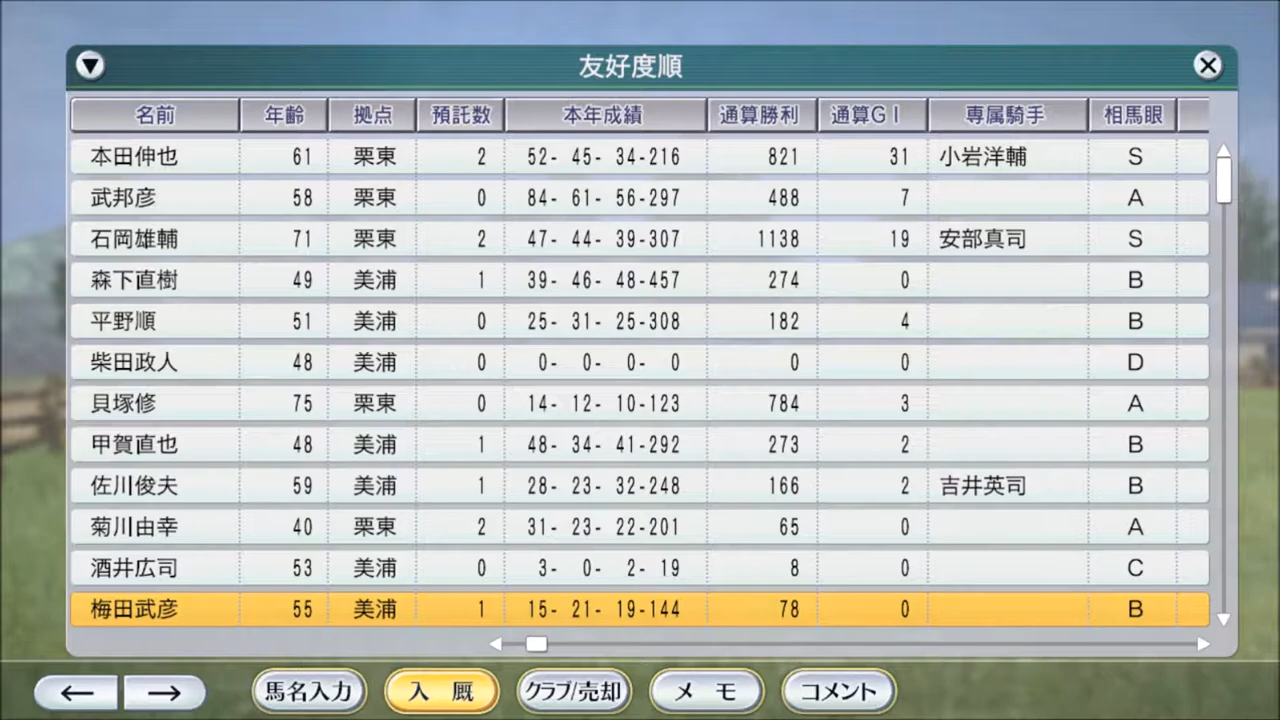 友好度順
名前 年齢 拠点 預託数 本年成績 通算勝利 通算GⅠ 専属騎手 相馬眼
本田伸也 61 栗東 2 52- 45- 34-216 821 31 小岩洋輔 S
武邦彦 58 栗東 0 84- 61- 56-297 488 7 A
石岡雄輔 71 栗東 2 47- 44- 39-307 1138 19 安部真司 S
森下直樹 49 美浦 1 39- 46- 48-457 274 0 B
平野順 51 美浦 0 25- 31- 25-308 182 4 B
柴田政人 48 美浦 0 0- 0- 0- 0 0 0 D
貝塚修 75 栗東 0 14- 12- 10-123 784 3 A
甲賀直也 48 美浦 1 48- 34- 41-292 273 2 B
佐川俊夫 59 美浦 1 28- 23- 32-248 166 2 吉井英司 B
菊川由幸 40 栗東 2 31- 23- 22-201 65 0 A
酒井広司 53 美浦 0 3- 0- 2- 19 8 0 C
梅田武彦 55 美浦 1 15- 21- 19-144 78 0 B
← → 馬名入力 入厩 クラブ/売却 メモ コメント